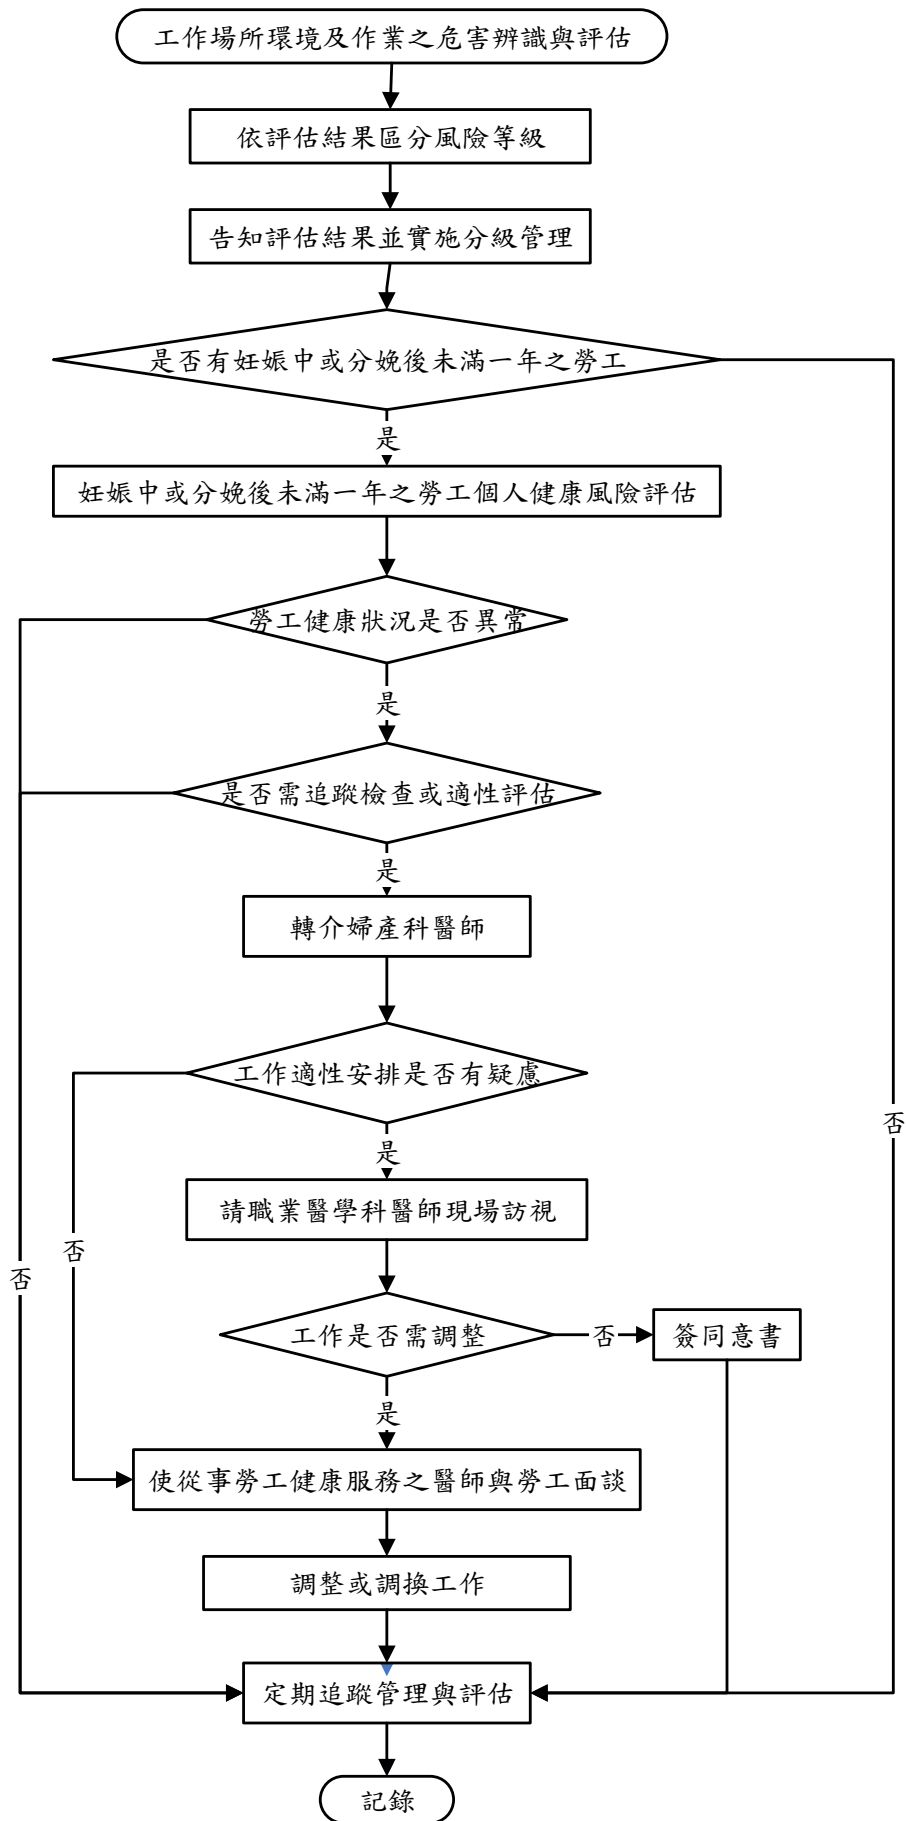 工作場所環境及作業之危害辨識與評估
依評估結果區分風險等級
告知評估結果並實施分級管理
是否有妊娠中或分娩後未滿一年之勞工
是
妊娠中或分娩後未滿一年之勞工個人健康風險評估
勞工健康狀況是否異常
是
是否需追蹤檢查或適性評估
是
轉介婦產科醫師
工作適性安排是否有疑慮
否
是
請職業醫學科醫師現場訪視
否
否
工作是否需調整
否
簽同意書
是
使從事勞工健康服務之醫師與勞工面談
調整或調換工作
定期追蹤管理與評估
記錄